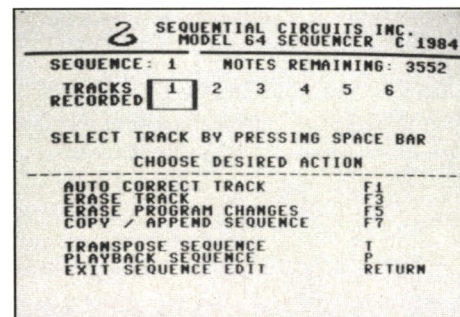 SEQUENTIAL CIRCUITS INC.
MODEL 64 SEQUENCER C 1984
SEQUENCE: 1 NOTES REMAINING: 3552
TRACKS RECORDED 1 2 3 4 5 6
SELECT TRACK BY PRESSING SPACE BAR
CHOOSE DESIRED ACTION
AUTO CORRECT TRACK F1
ERASE TRACK F3
ERASE PROGRAM CHANGES F5
COPY / APPEND SEQUENCE F7
TRANSPOSE SEQUENCE T
PLAYBACK SEQUENCE P
EXIT SEQUENCE EDIT RETURN